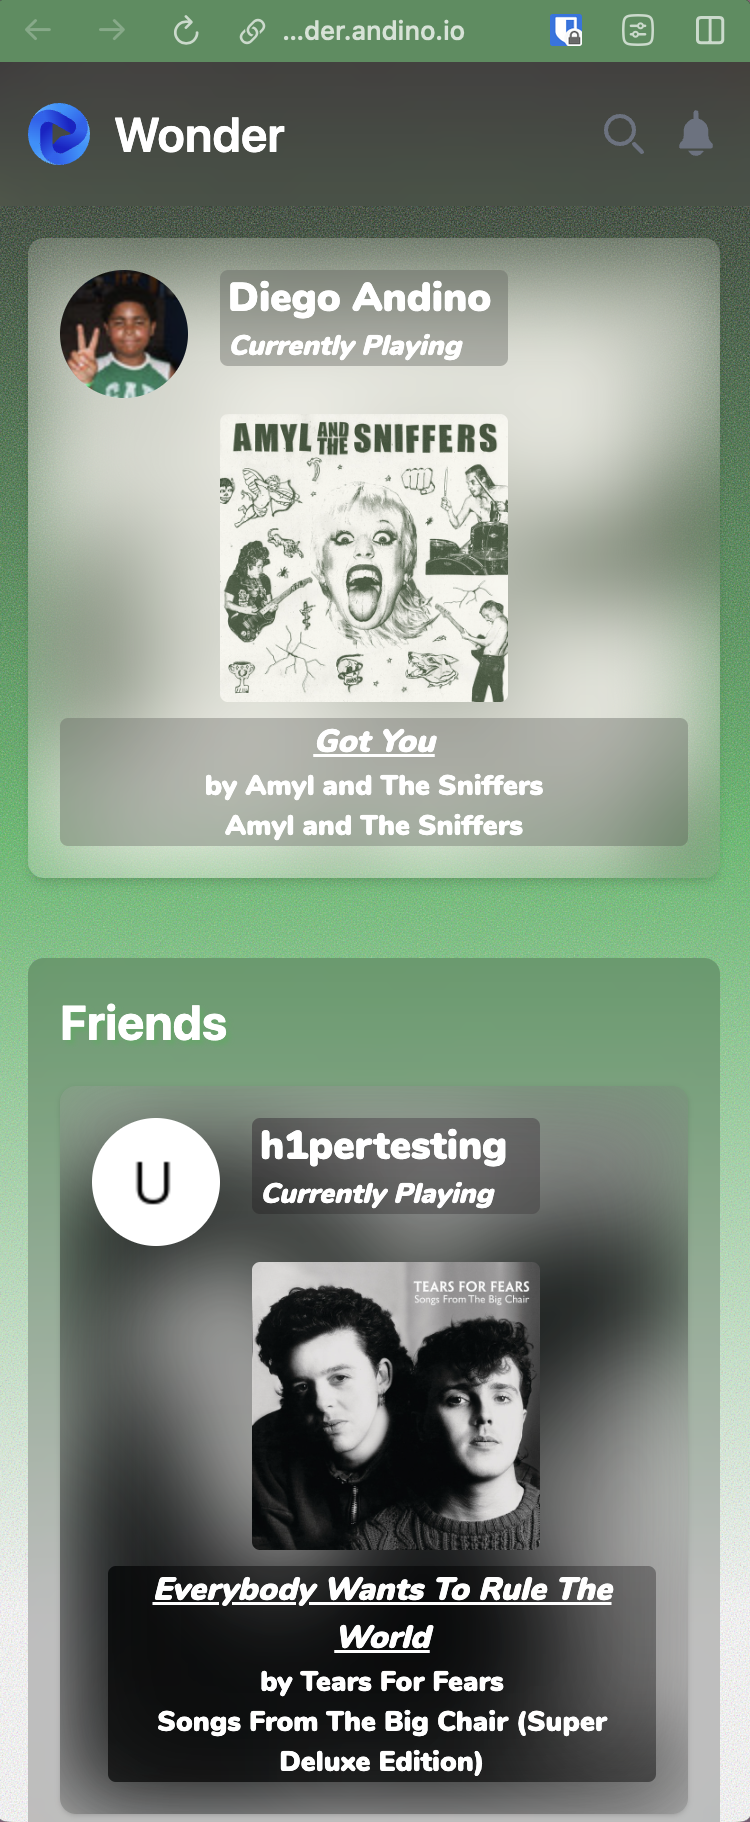 ...der.andino.io
Wonder
Diego Andino
Currently Playing
AMYL AND THE SNIFFERS
Got You
by Amyl and The Sniffers
Amyl and The Sniffers
Friends
U
h1pertesting
Currently Playing
TEARS FOR FEARS
Songs From The Big Chair
Everybody Wants To Rule The
World
by Tears For Fears
Songs From The Big Chair (Super
Deluxe Edition)